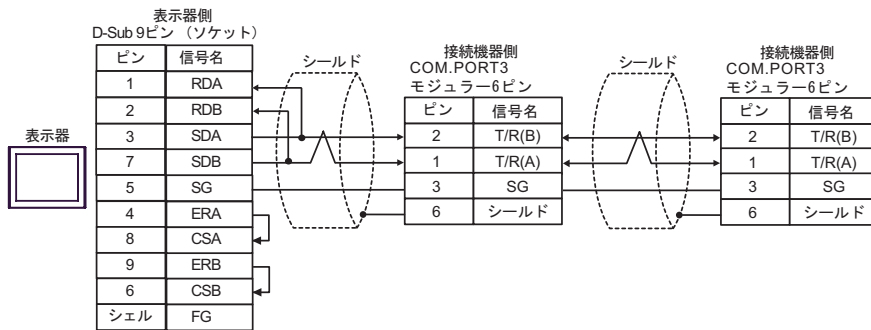 表示器側
D-Sub 9ピン （ソケット）
ピン 信号名
1 RDA
2 RDB
3 SDA
7 SDB
5 SG
4 ERA
8 CSA
9 ERB
6 CSB
シェル FG
表示器
シールド
接続機器側
COM.PORT3
モジュラー6ピン
ピン 信号名
2 T/R(B)
1 T/R(A)
3 SG
6 シールド
シールド
接続機器側
COM.PORT3
モジュラー6ピン
ピン 信号名
2 T/R(B)
1 T/R(A)
3 SG
6 シールド